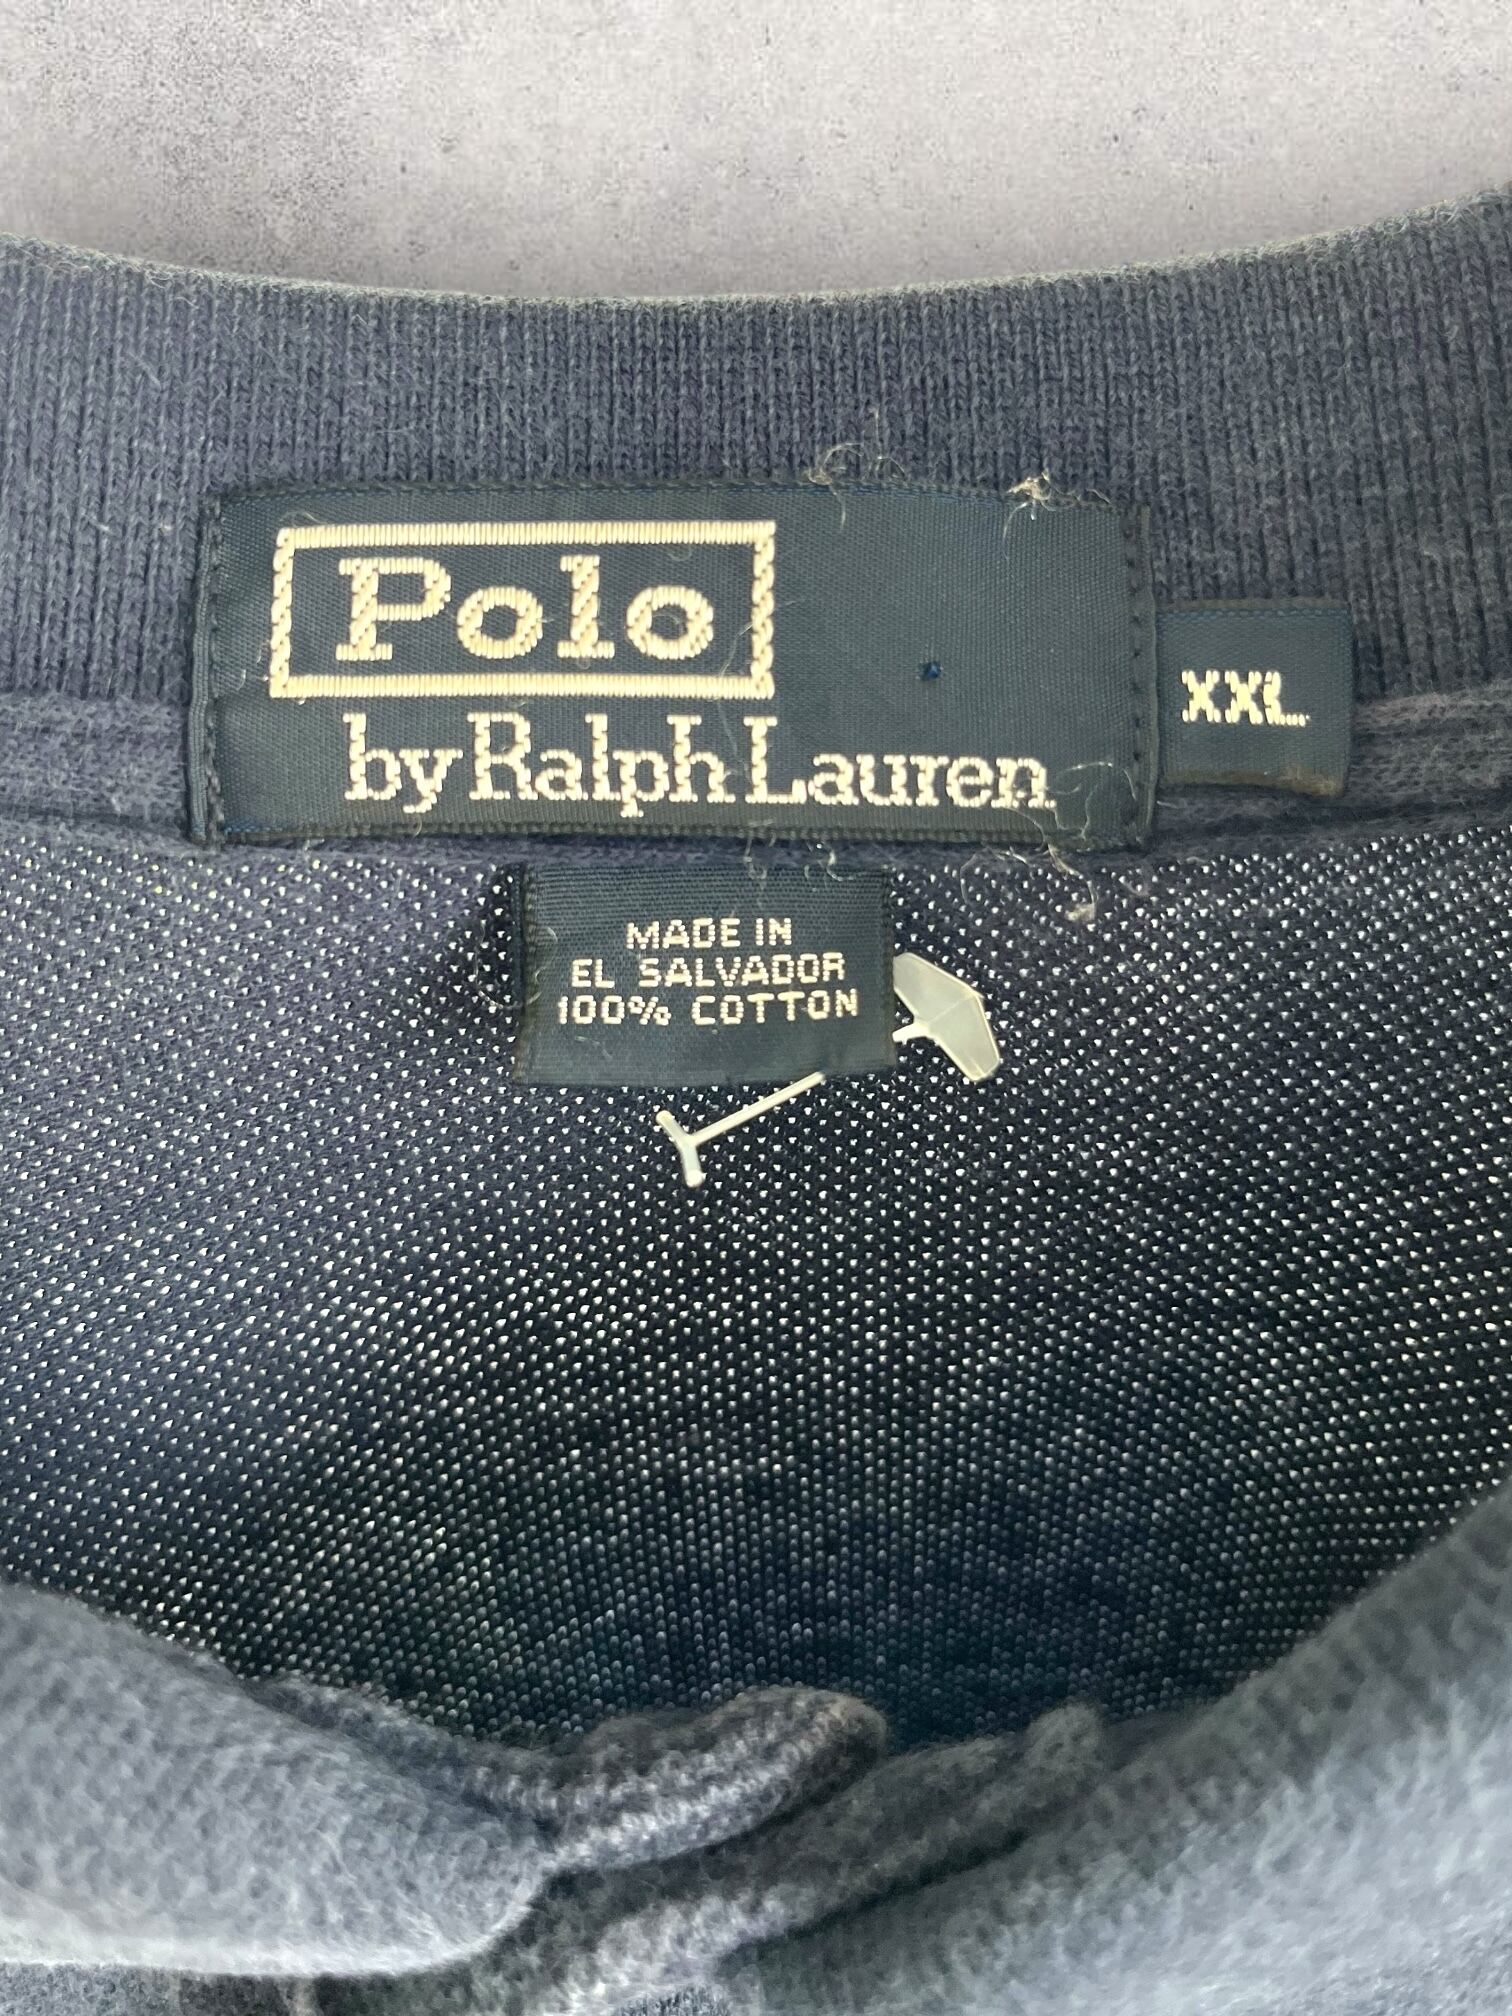 Polo
by Ralph Lauren
XXL
MADE IN
EL SALVADOR
100% COTTON